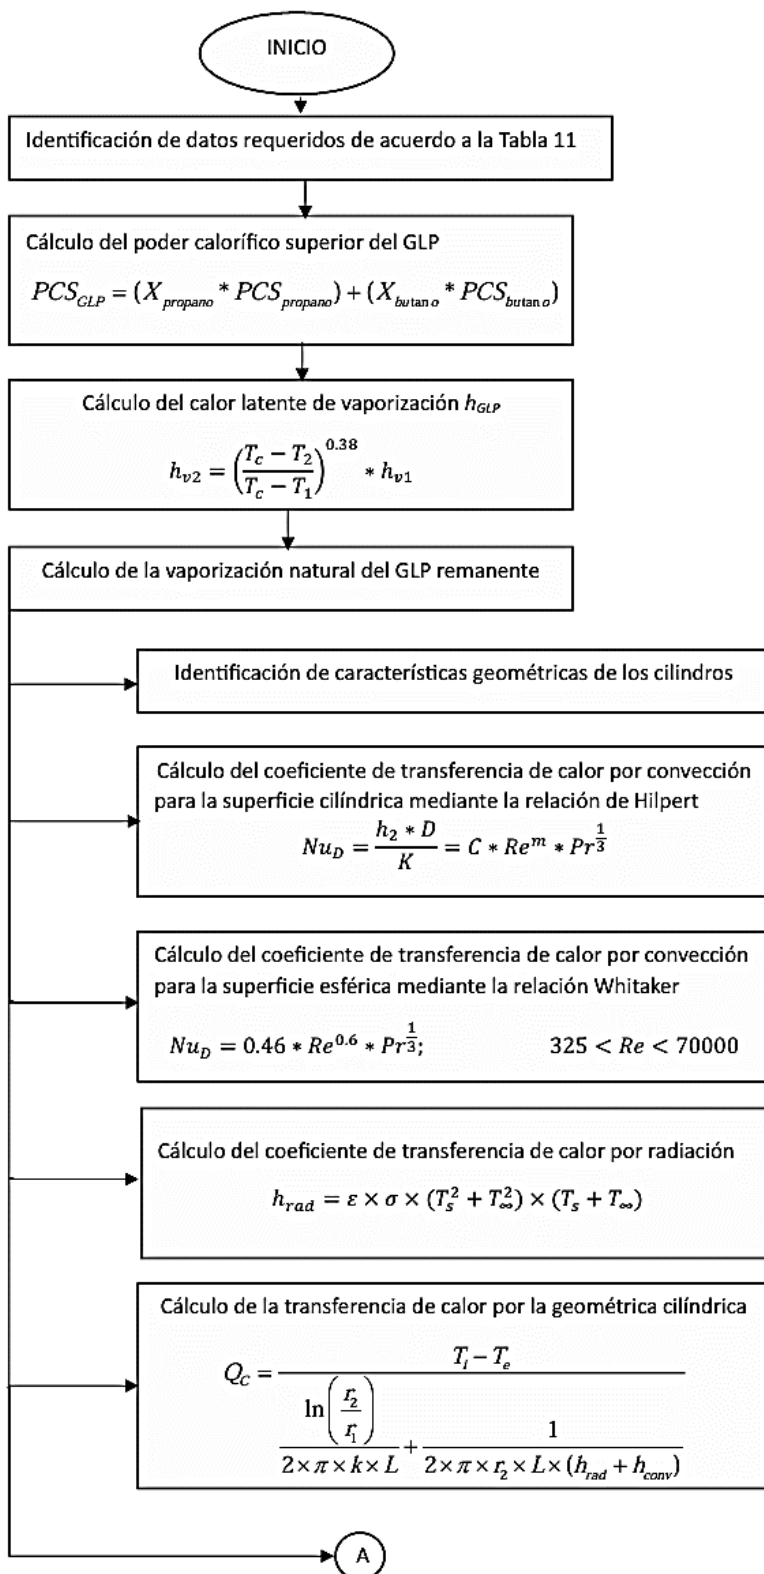 INICIO
Identificación de datos requeridos de acuerdo a la Tabla 11
Cálculo del poder calorífico superior del GLP
PCS_GLP = (X_propano * PCS_propano) + (X_butano * PCS_butano)
Cálculo del calor latente de vaporización h_GLP
h_v2 = ((T_c − T_2)/(T_c − T_1))^0.38 * h_v1
Cálculo de la vaporización natural del GLP remanente
Identificación de características geométricas de los cilindros
Cálculo del coeficiente de transferencia de calor por convección
para la superficie cilíndrica mediante la relación de Hilpert
Nu_D = (h_2 * D)/K = C * Re^m * Pr^(1/3)
Cálculo del coeficiente de transferencia de calor por convección
para la superficie esférica mediante la relación Whitaker
Nu_D = 0.46 * Re^0.6 * Pr^(1/3); 325 < Re < 70000
Cálculo del coeficiente de transferencia de calor por radiación
h_rad = ε × σ × (T_s^2 + T_∞^2) × (T_s + T_∞)
Cálculo de la transferencia de calor por la geométrica cilíndrica
Q_C = (T_i − T_e)/(ln(r_2/r_1)/(2×π×k×L) + 1/(2×π×r_2×L×(h_rad + h_conv)))
A